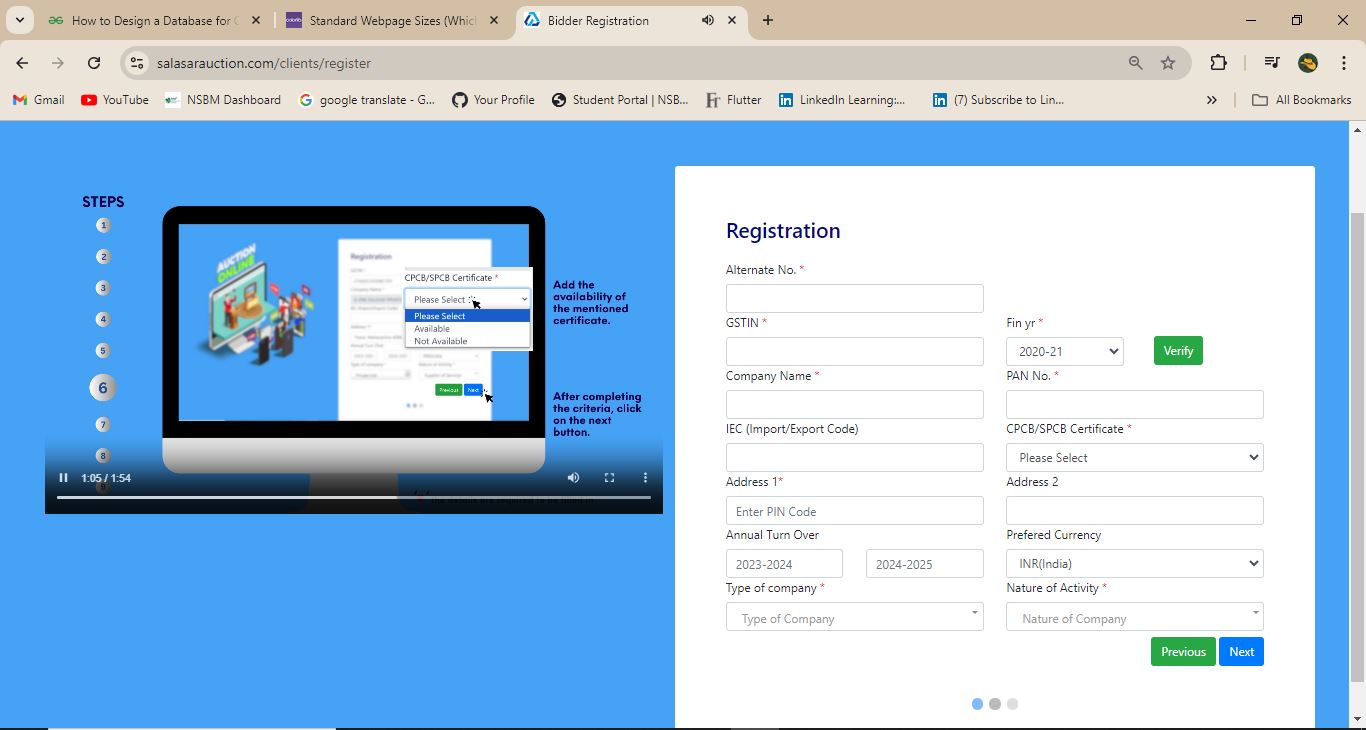 How to Design a Database for
Standard Webpage Sizes (Whic
Bidder Registration
salasarauction.com/clients/register
Gmail
YouTube
NSBM Dashboard
google translate - G...
Your Profile
Student Portal | NSB...
Flutter
LinkedIn Learning:...
(7) Subscribe to Lin...
»
All Bookmarks
STEPS
1
2
3
4
5
6
7
8
9
AUCTION
ONLINE
Registration
CPCB/SPCB Certificate *
Please Select
Please Select
Available
Not Available
Previous
Next
Add the
availability of
the mentioned
certificate.
After completing
the criteria, click
on the next
button.
1:05 / 1:54
Registration
Alternate No. *
GSTIN *
Fin yr *
2020-21
Verify
Company Name *
PAN No. *
IEC (Import/Export Code)
CPCB/SPCB Certificate *
Please Select
Address 1*
Address 2
Enter PIN Code
Annual Turn Over
Prefered Currency
2023-2024
2024-2025
INR(India)
Type of company *
Nature of Activity *
Type of Company
Nature of Company
Previous
Next